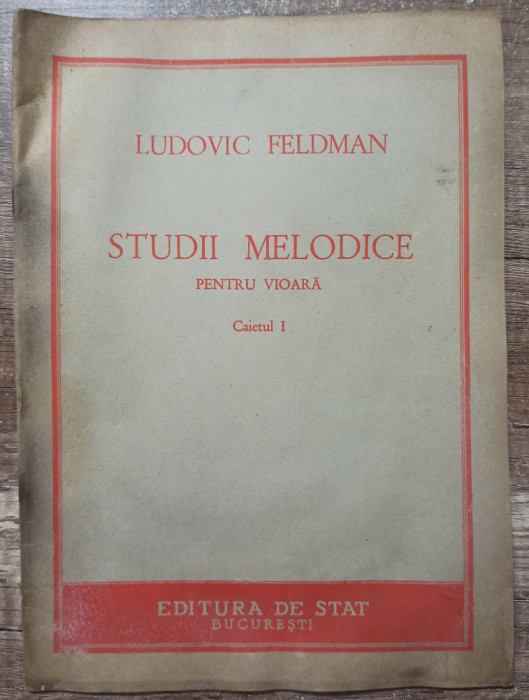 LUDOVIC FELDMAN
STUDII MELODICE
PENTRU VIOARĂ
Caietul I
EDITURA DE STAT
BUCUREȘTI